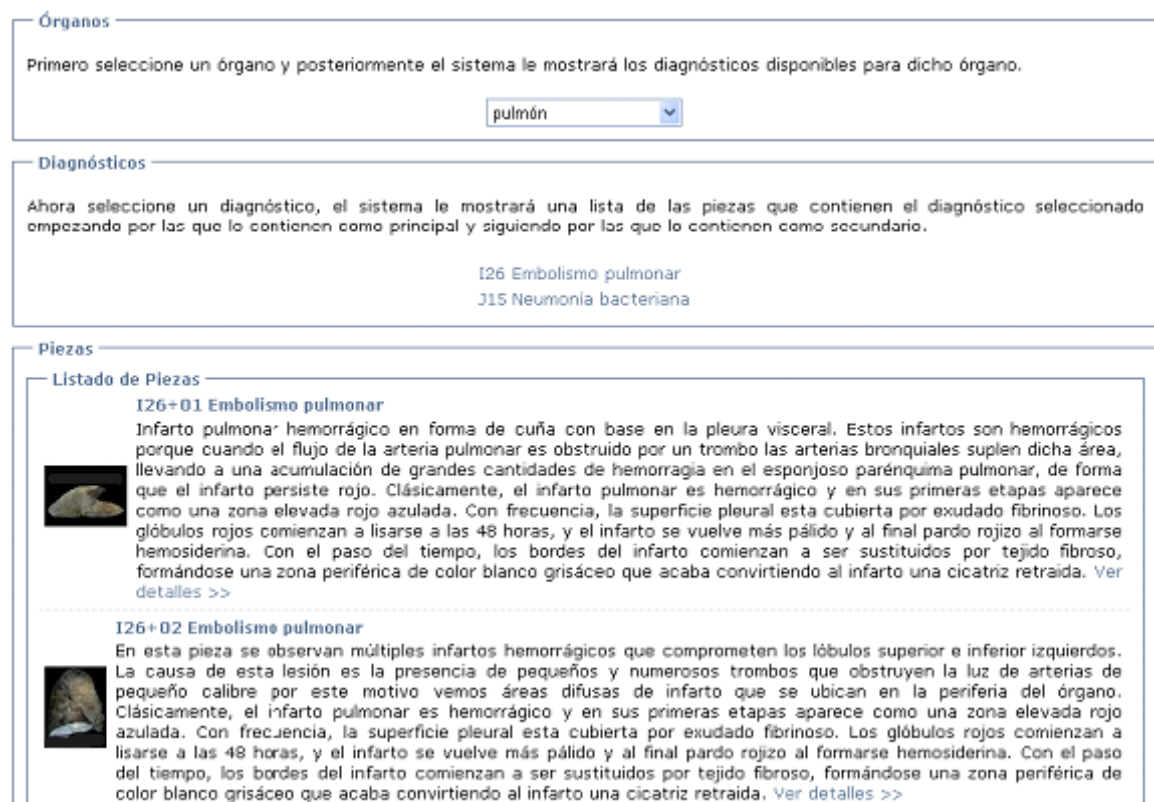 Órganos
Primero seleccione un órgano y posteriormente el sistema le mostrará los diagnósticos disponibles para dicho órgano.
pulmón
Diagnósticos
Ahora seleccione un diagnóstico, el sistema le mostrará una lista de las piezas que contienen el diagnóstico seleccionado
empezando por las que lo contienen como principal y siguiendo por las que lo contienen como secundario.
I26 Embolismo pulmonar
J15 Neumonía bacteriana
Piezas
Listado de Piezas
I26+01 Embolismo pulmonar
Infarto pulmonar hemorrágico en forma de cuña con base en la pleura visceral. Estos infartos son hemorrágicos
porque cuando el flujo de la arteria pulmonar es obstruido por un trombo las arterias bronquiales suplen dicha área,
llevando a una acumulación de grandes cantidades de hemorragia en el esponjoso parénquima pulmonar, de forma
que el infarto persiste rojo. Clásicamente, el infarto pulmonar es hemorrágico y en sus primeras etapas aparece
como una zona elevada rojo azulada. Con frecuencia, la superficie pleural esta cubierta por exudado fibrinoso. Los
glóbulos rojos comienzan a lisarse a las 48 horas, y el infarto se vuelve más pálido y al final pardo rojizo al formarse
hemosiderina. Con el paso del tiempo, los bordes del infarto comienzan a ser sustituidos por tejido fibroso,
formándose una zona periférica de color blanco grisáceo que acaba convirtiendo al infarto una cicatriz retraida. Ver
detalles >>
I26+02 Embolismo pulmonar
En esta pieza se observan múltiples infartos hemorrágicos que comprometen los lóbulos superior e inferior izquierdos.
La causa de esta lesión es la presencia de pequeños y numerosos trombos que obstruyen la luz de arterias de
pequeño calibre por este motivo vemos áreas difusas de infarto que se ubican en la periferia del órgano.
Clásicamente, el infarto pulmonar es hemorrágico y en sus primeras etapas aparece como una zona elevada rojo
azulada. Con frecuencia, la superficie pleural esta cubierta por exudado fibrinoso. Los glóbulos rojos comienzan a
lisarse a las 48 horas, y el infarto se vuelve más pálido y al final pardo rojizo al formarse hemosiderina. Con el paso
del tiempo, los bordes del infarto comienzan a ser sustituidos por tejido fibroso, formándose una zona periférica de
color blanco grisáceo que acaba convirtiendo al infarto una cicatriz retraida. Ver detalles >>